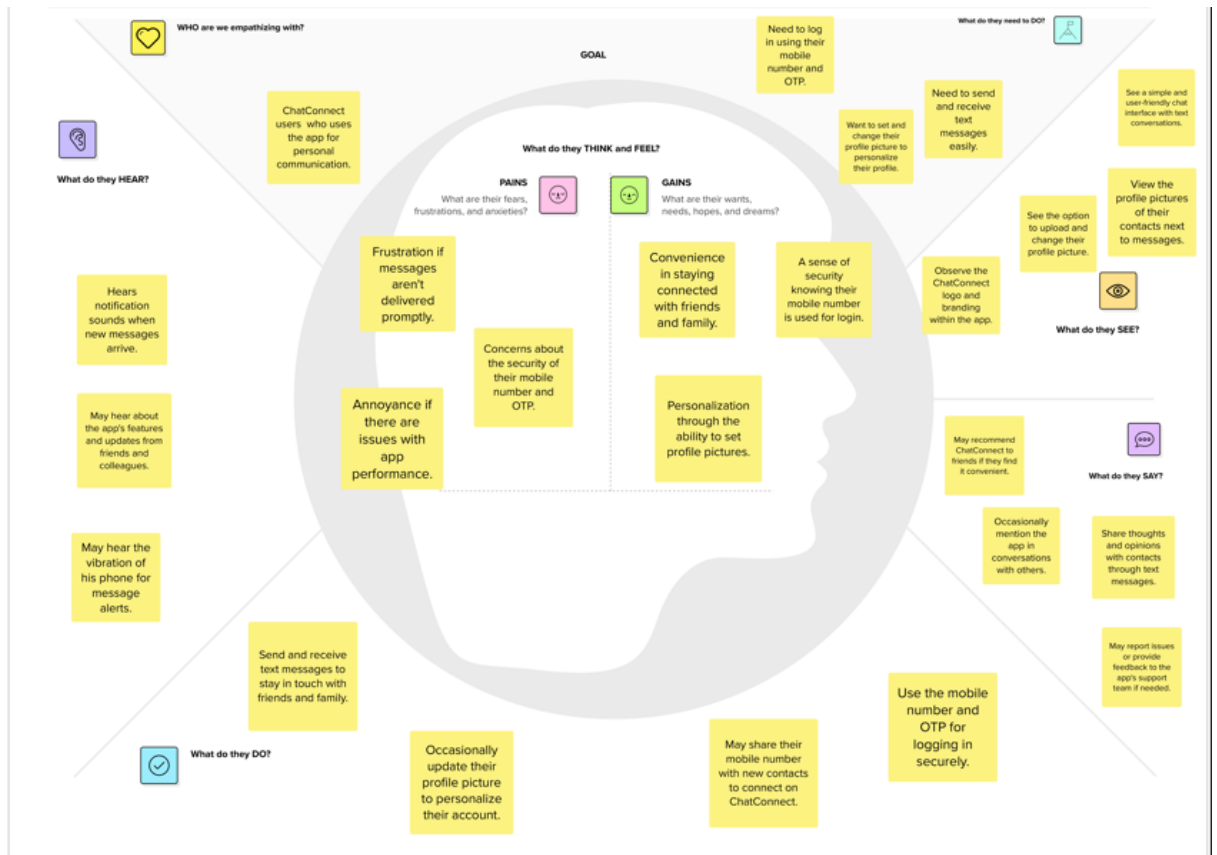 WHO are we empathizing with?
ChatConnect
users who uses
the app for
personal
communication.
GOAL
What do they need to DO?
Need to log
in using their
mobile
number and
OTP.
Want to set and
change their
profile picture to
personalize
their profile.
Need to send
and receive
text
messages
easily.
What do they SEE?
See a simple and
user-friendly chat
interface with text
conversations.
View the
profile pictures
of their
contacts next
to messages.
See the option
to upload and
change their
profile picture.
Observe the
ChatConnect
logo and
branding
within the app.
What do they SAY?
May recommend
ChatConnect to
friends if they find
it convenient.
Occasionally
mention the
app in
conversations
with others.
Share thoughts
and opinions
with contacts
through text
messages.
May report issues
or provide
feedback to the
app's support
team if needed.
What do they DO?
Send and receive
text messages to
stay in touch with
friends and family.
Occasionally
update their
profile picture
to personalize
their account.
May share their
mobile number
with new contacts
to connect on
ChatConnect.
Use the mobile
number and
OTP for
logging in
securely.
What do they HEAR?
Hears
notification
sounds when
new messages
arrive.
May hear about
the app's features
and updates from
friends and
colleagues.
May hear the
vibration of
his phone for
message
alerts.
What do they THINK and FEEL?
PAINS
What are their fears,
frustrations, and anxieties?
Frustration if
messages
aren't
delivered
promptly.
Concerns about
the security of
their mobile
number and
OTP.
Annoyance if
there are
issues with
app
performance.
GAINS
What are their wants,
needs, hopes, and dreams?
Convenience
in staying
connected
with friends
and family.
A sense of
security
knowing their
mobile number
is used for login.
Personalization
through the
ability to set
profile pictures.